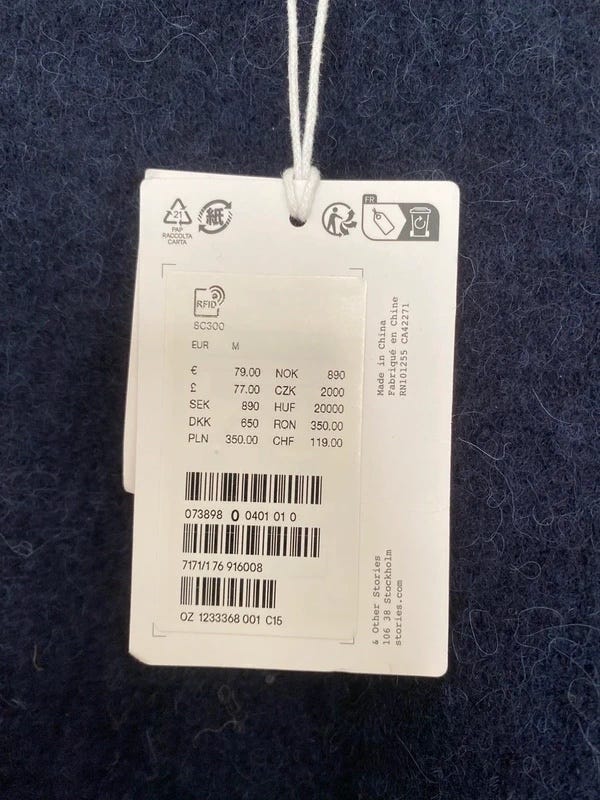 21
PAP
RACCOLTA
CARTA
紙
FR
RFID
SC300
EUR M
€ 79.00 NOK 890
£ 77.00 CZK 2000
SEK 890 HUF 20000
DKK 650 RON 350.00
PLN 350.00 CHF 119.00
073898 0 0401 01 0
7171/1 76 916008
OZ 1233368 001 C15
Made in China
Fabriqué en Chine
RN101255 CA42271
& Other Stories
106 38 Stockholm
stories.com